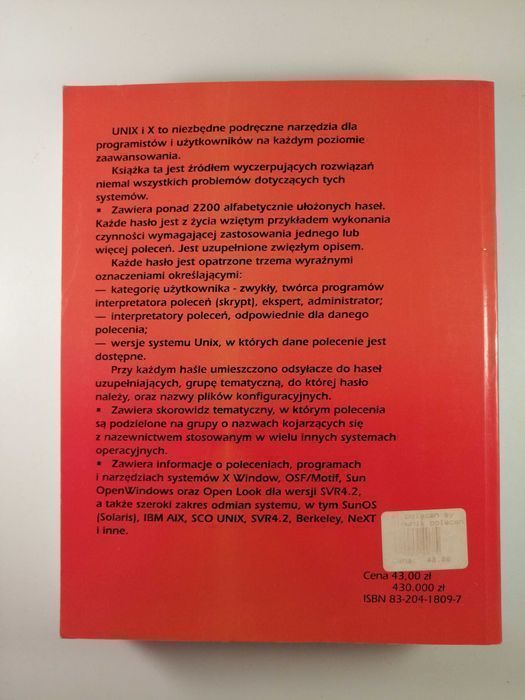 UNIX i X to niezbędne podręczne narzędzia dla
programistów i użytkowników na każdym poziomie
zaawansowania.
Książka ta jest źródłem wyczerpujących rozwiązań
niemal wszystkich problemów dotyczących tych
systemów.
▪ Zawiera ponad 2200 alfabetycznie ułożonych haseł.
Każde hasło jest z życia wziętym przykładem wykonania
czynności wymagającej zastosowania jednego lub
więcej poleceń. Jest uzupełnione zwięzłym opisem.
Każde hasło jest opatrzone trzema wyraźnymi
oznaczeniami określającymi:
— kategorię użytkownika - zwykły, twórca programów
interpretatora poleceń (skrypt), ekspert, administrator;
— interpretatory poleceń, odpowiednie dla danego
polecenia;
— wersje systemu Unix, w których dane polecenie jest
dostępne.
Przy każdym haśle umieszczono odsyłacze do haseł
uzupełniających, grupę tematyczną, do której hasło
należy, oraz nazwy plików konfiguracyjnych.
▪ Zawiera skorowidz tematyczny, w którym polecenia
są podzielone na grupy o nazwach kojarzących się
z nazewnictwem stosowanym w wielu innych systemach
operacyjnych.
▪ Zawiera informacje o poleceniach, programach
i narzędziach systemów X Window, OSF/Motif, Sun
OpenWindows oraz Open Look dla wersji SVR4.2,
a także szeroki zakres odmian systemu, w tym SunOS
(Solaris), IBM AIX, SCO UNIX, SVR4.2, Berkeley, NeXT
i inne.
Cena 43,00 zł
430.000 zł
ISBN 83-204-1809-7